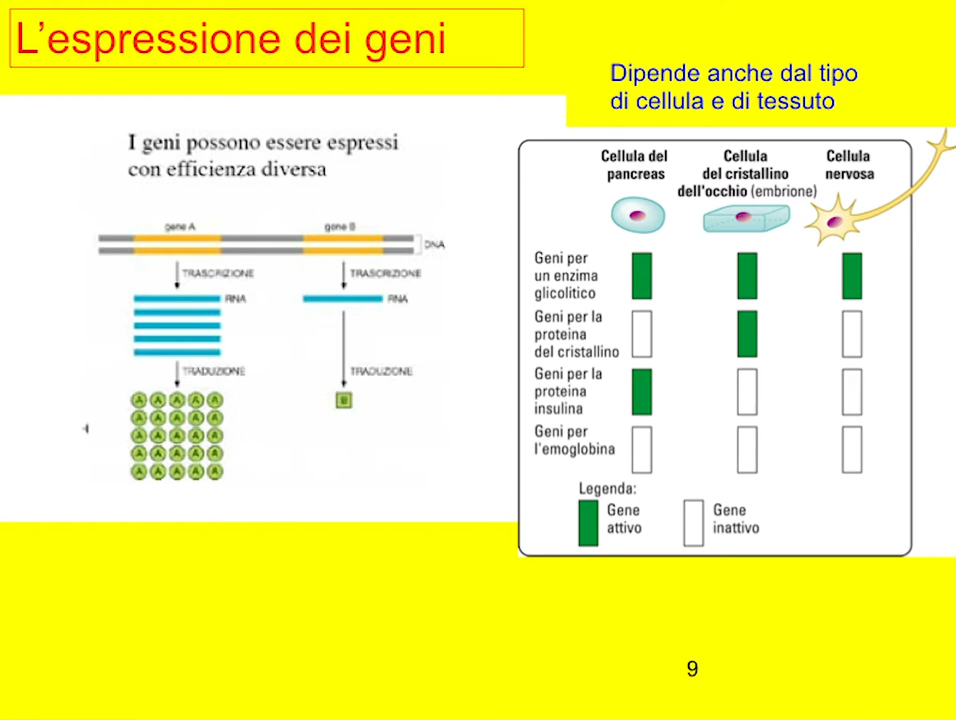 L'espressione dei geni
Dipende anche dal tipo
di cellula e di tessuto
I geni possono essere espressi
con efficienza diversa
gene A
gene B
DNA
TRASCRIZIONE
TRASCRIZIONE
RNA
RNA
TRADUZIONE
TRADUZIONE
A A A A A
A A A A A
A A A A A
A A A A A
A A A A A
B
Cellula del
pancreas
Cellula
del cristallino
dell'occhio (embrione)
Cellula
nervosa
Geni per
un enzima
glicolitico
Geni per la
proteina
del cristallino
Geni per la
proteina
insulina
Geni per
l'emoglobina
Legenda:
Gene
attivo
Gene
inattivo
9